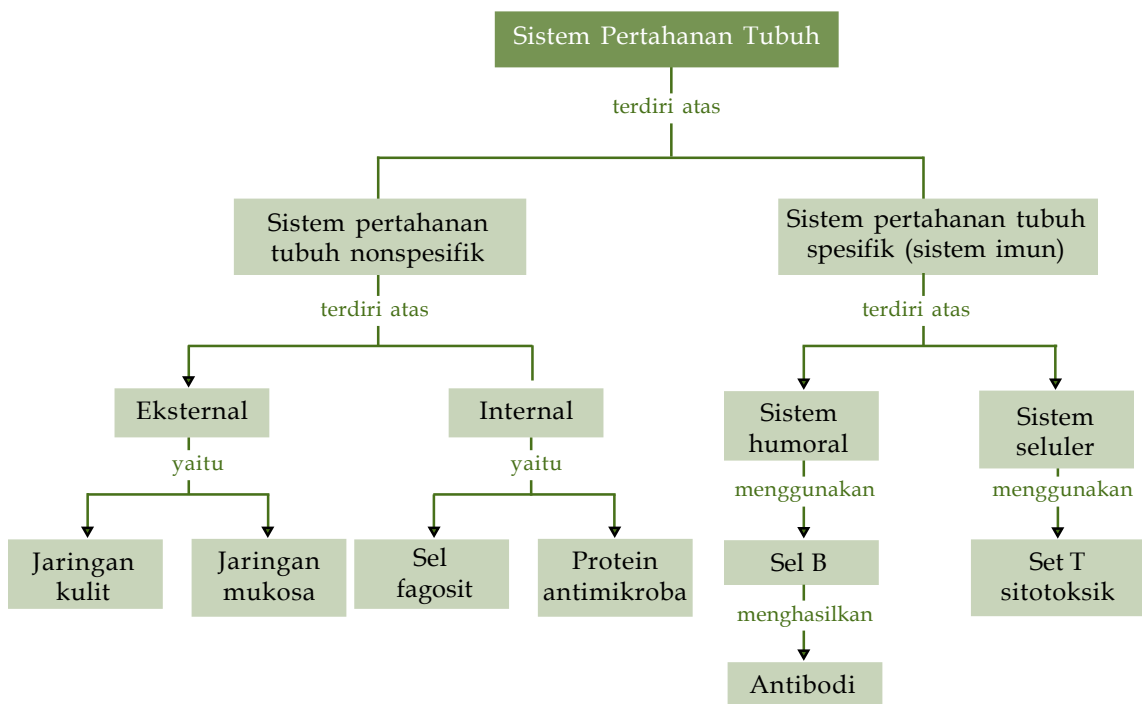 Sistem Pertahanan Tubuh
terdiri atas
Sistem pertahanan
tubuh nonspesifik
Sistem pertahanan tubuh
spesifik (sistem imun)
terdiri atas
terdiri atas
Eksternal
Internal
Sistem
humoral
Sistem
seluler
yaitu
yaitu
menggunakan
menggunakan
Jaringan
kulit
Jaringan
mukosa
Sel
fagosit
Protein
antimikroba
Sel B
Set T
sitotoksik
menghasilkan
Antibodi